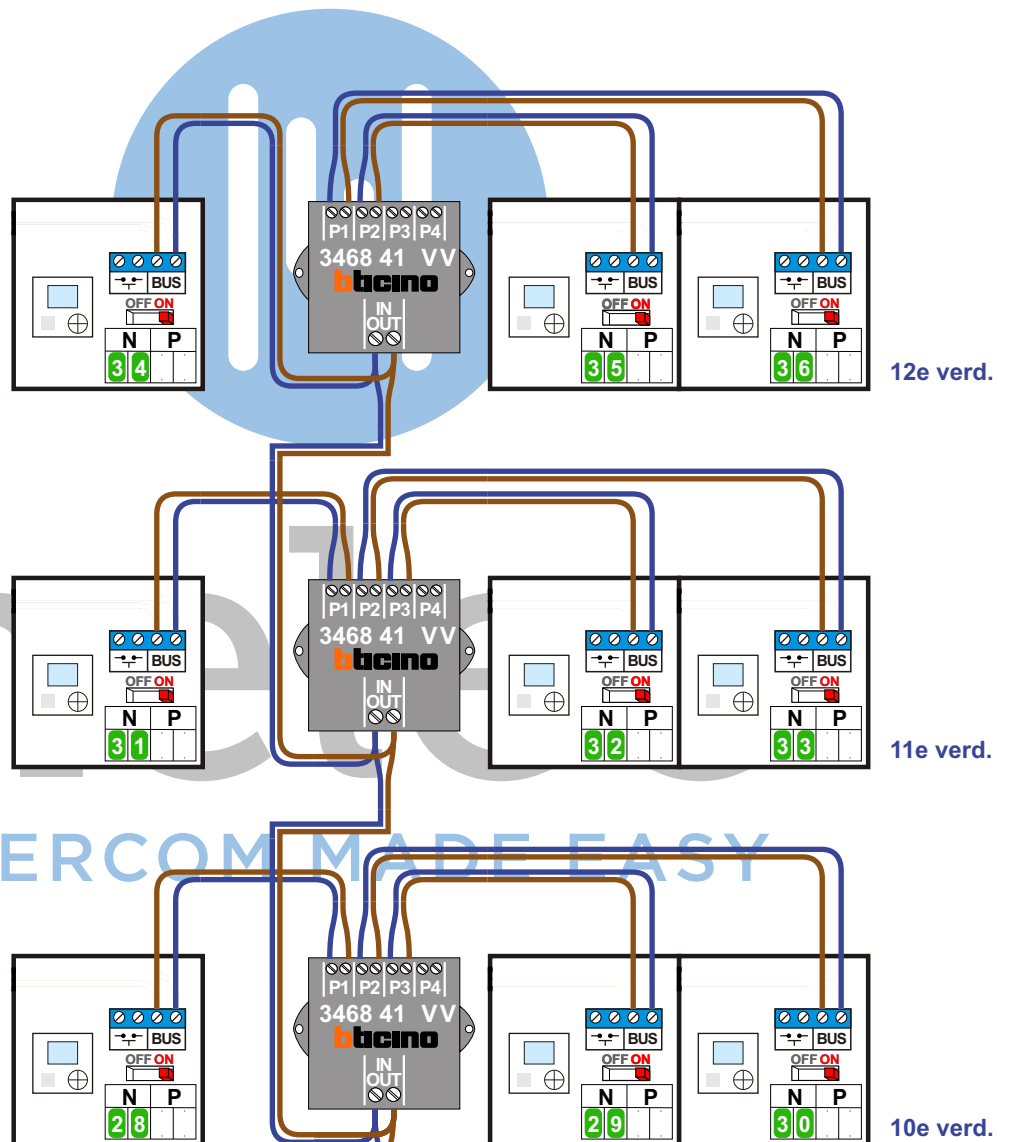 P1 P2 P3 P4
3468 41 VV
bticino
IN
OUT
BUS
OFF ON
N P
3 4
BUS
OFF ON
N P
3 5
BUS
OFF ON
N P
3 6
12e verd.
P1 P2 P3 P4
3468 41 VV
bticino
IN
OUT
BUS
OFF ON
N P
3 1
BUS
OFF ON
N P
3 2
BUS
OFF ON
N P
3 3
11e verd.
ERCOM MADE EASY
P1 P2 P3 P4
3468 41 VV
bticino
IN
OUT
BUS
OFF ON
N P
2 8
BUS
OFF ON
N P
2 9
BUS
OFF ON
N P
3 0
10e verd.